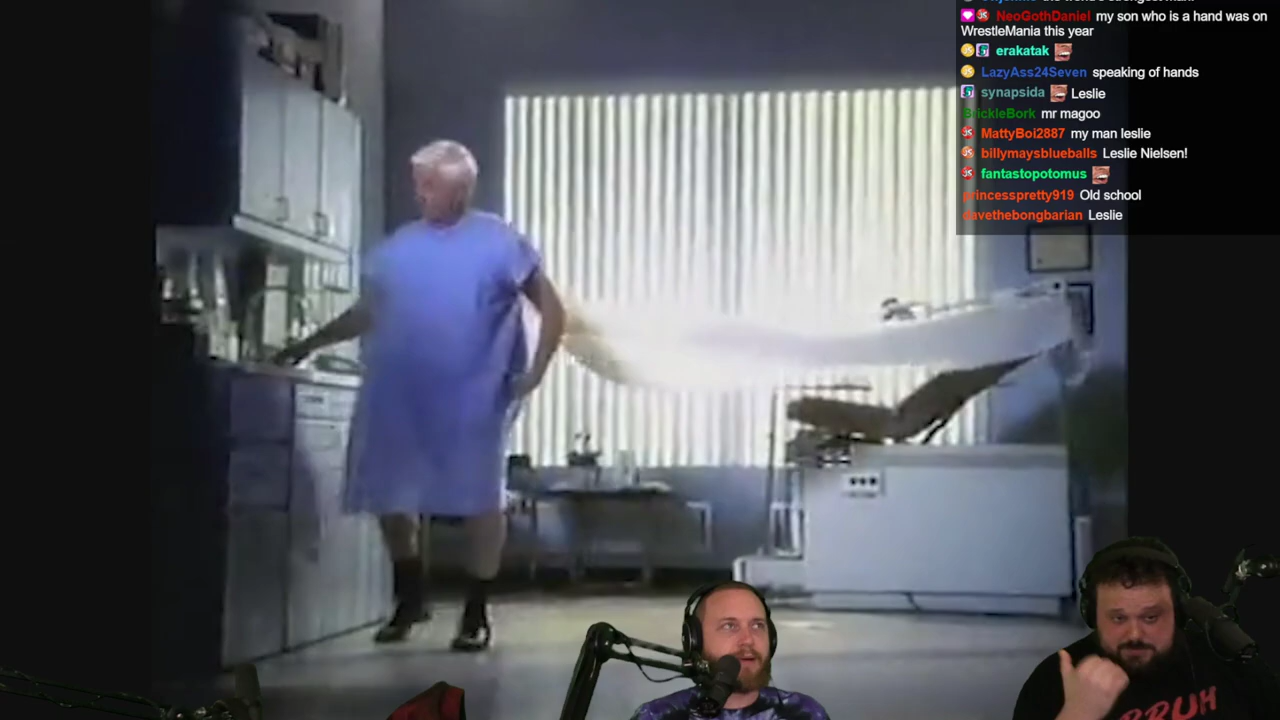 NeoGothDaniel my son who is a hand was on
WrestleMania this year
erakatak
LazyAss24Seven speaking of hands
synapsida Leslie
BrickleBork mr magoo
MattyBoi2887 my man leslie
billymaysblueballs Leslie Nielsen!
fantastopotomus
princesspretty919 Old school
davethebongbarian Leslie